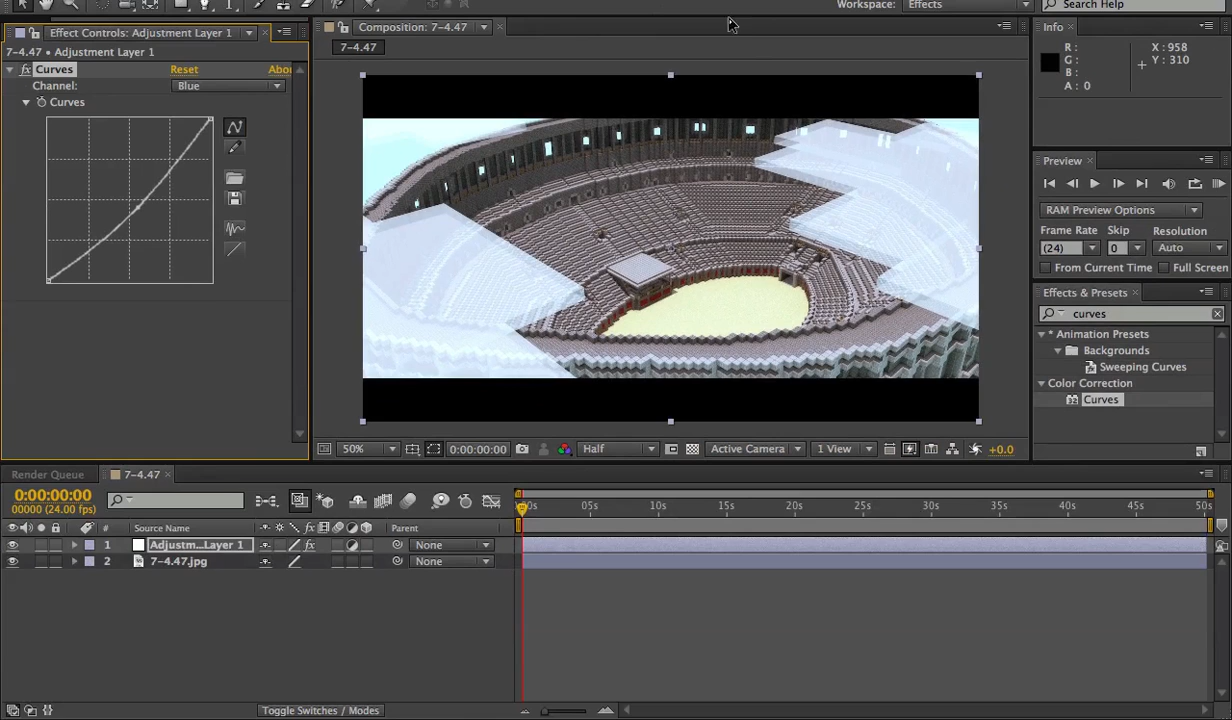 Workspace: Effects
Search Help
Effect Controls: Adjustment Layer 1
7-4.47 • Adjustment Layer 1
fx Curves Reset Abo
Channel: Blue
Curves
Composition: 7-4.47
7-4.47
50% 0:00:00:00 Half Active Camera 1 View +0.0
Info
R :
G :
B :
A : 0
X : 958
Y : 310
Preview
RAM Preview Options
Frame Rate Skip Resolution
(24) 0 Auto
From Current Time Full Screen
Effects & Presets
curves
* Animation Presets
Backgrounds
Sweeping Curves
Color Correction
Curves
Render Queue 7-4.47
0:00:00:00
00000 (24.00 fps)
# Source Name fx Parent
1 Adjustm...Layer 1 fx None
2 7-4.47.jpg None
05s 10s 15s 20s 25s 30s 35s 40s 45s 50s
Toggle Switches / Modes